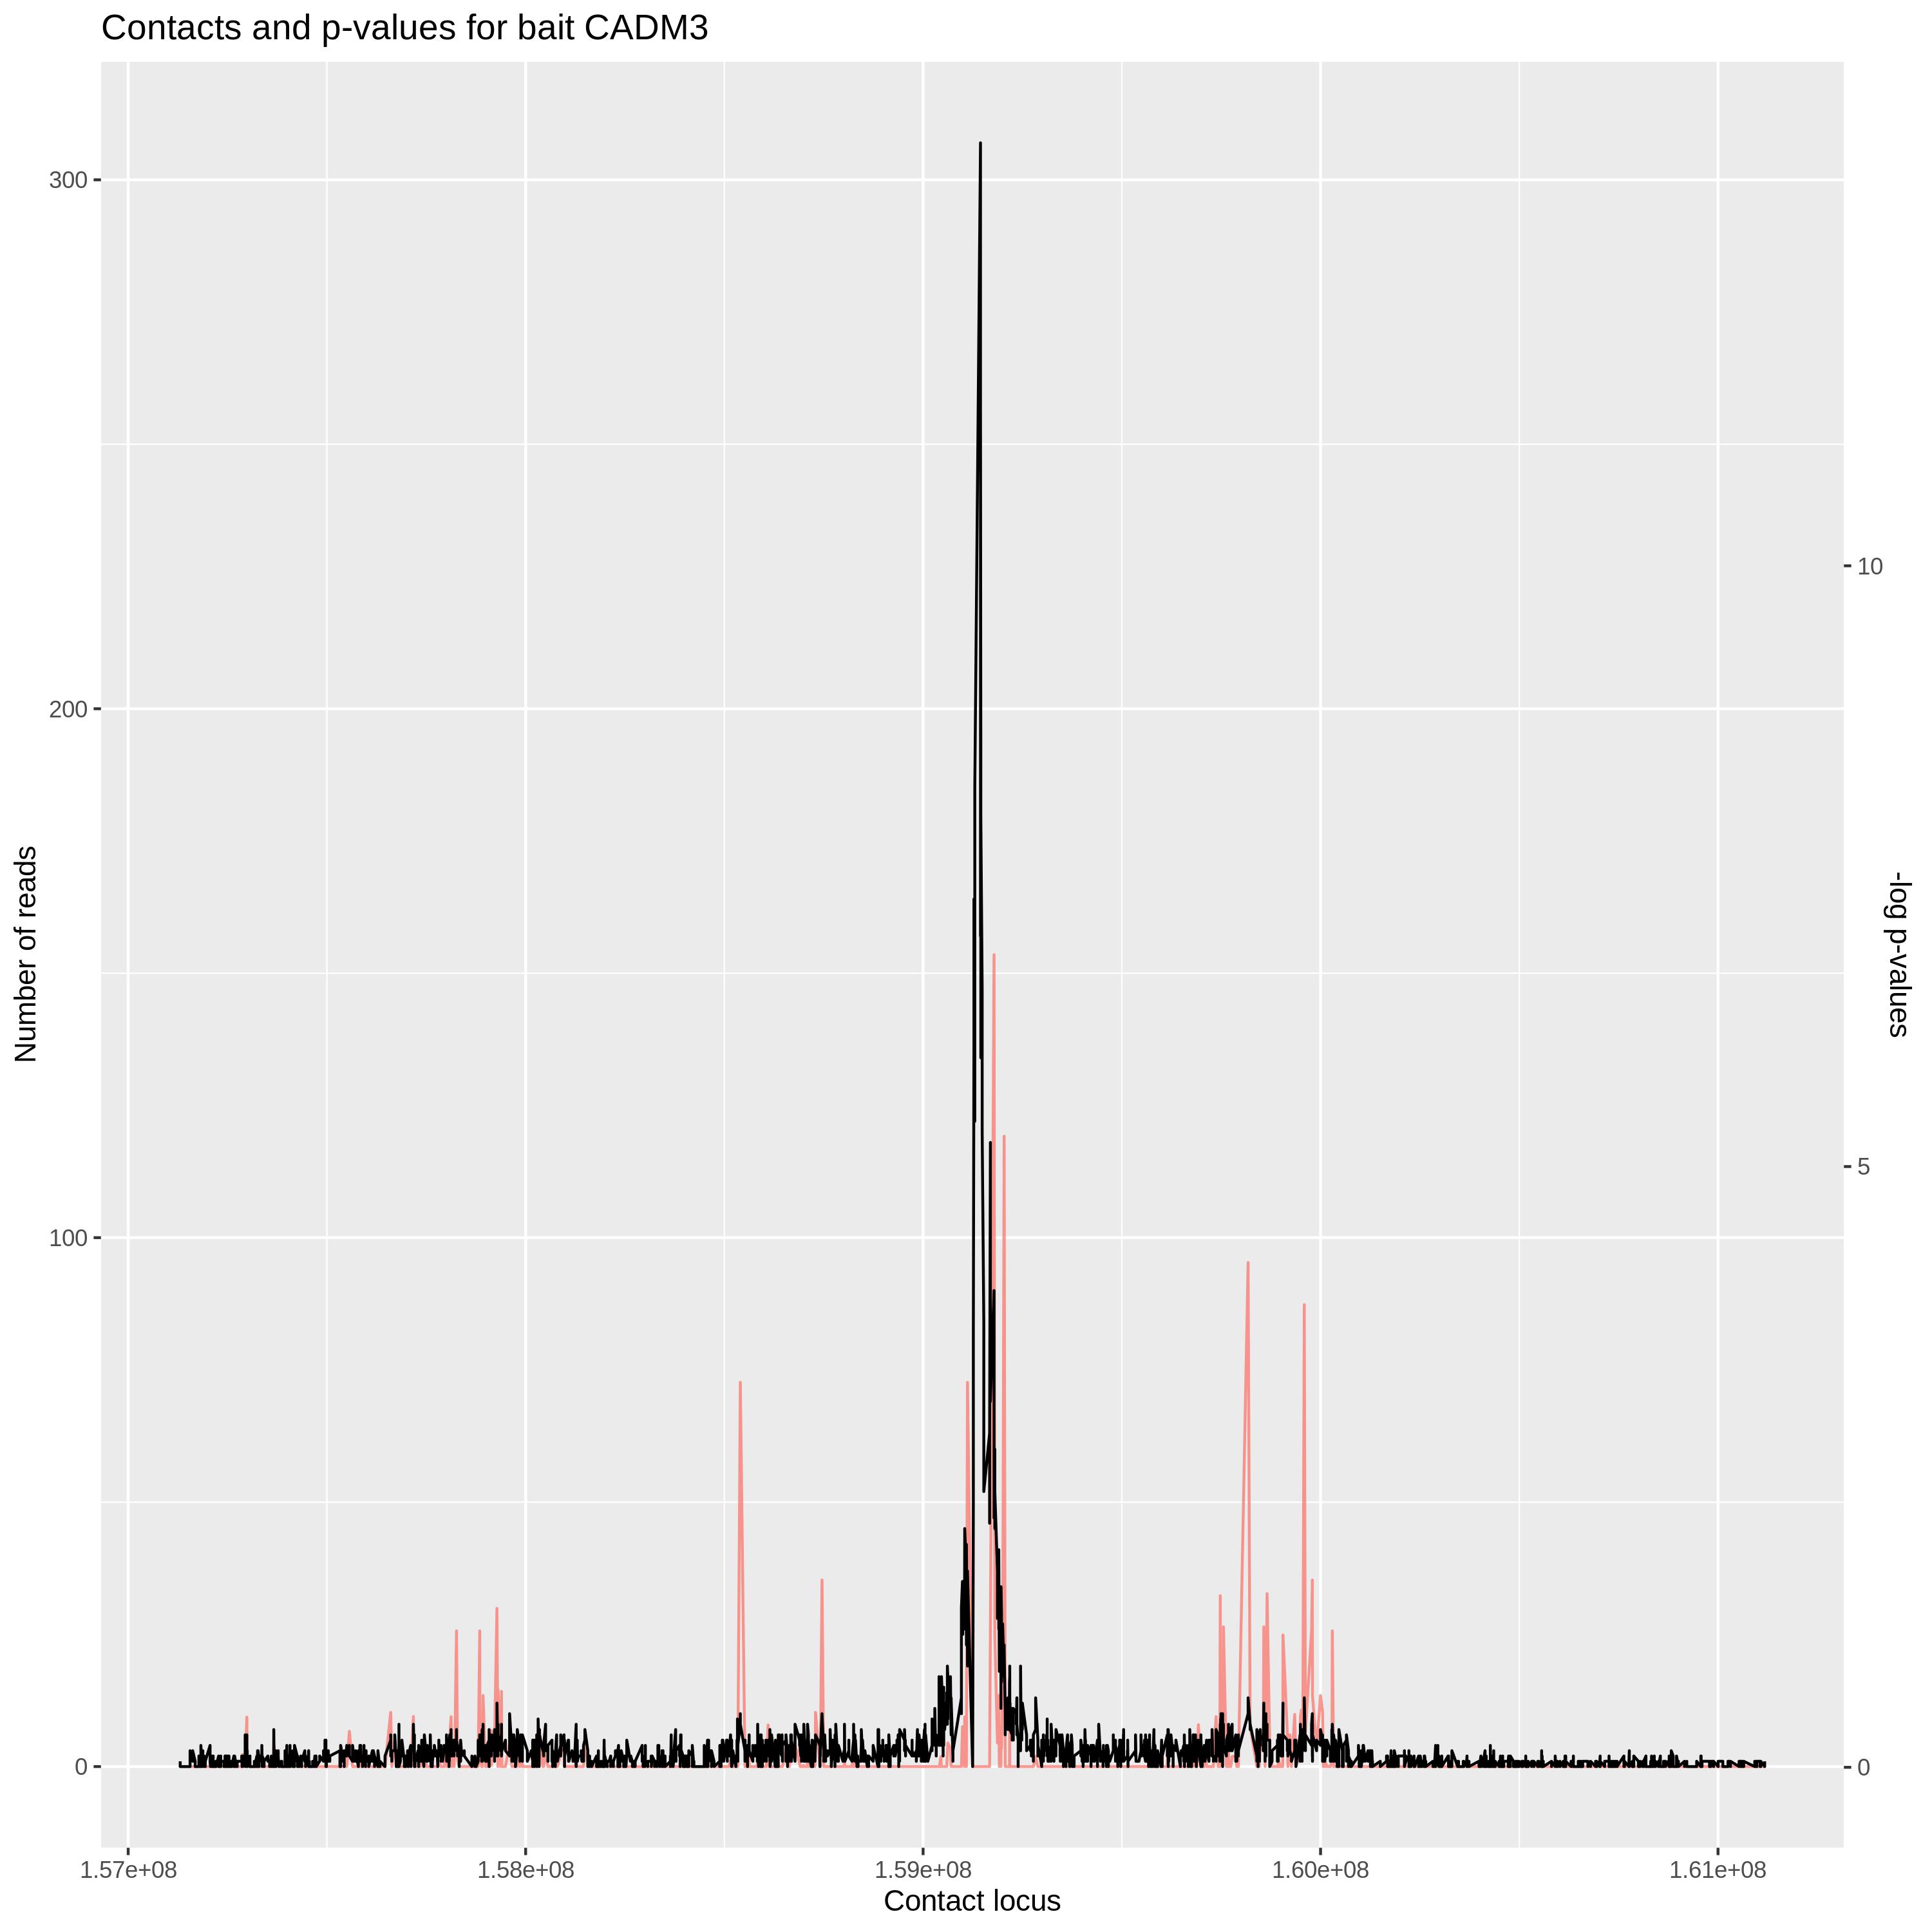 Contacts and p-values for bait CADM3
300
200
100
0
Number of reads
10
5
0
-log p-values
1.57e+08 1.58e+08 1.59e+08 1.60e+08 1.61e+08
Contact locus